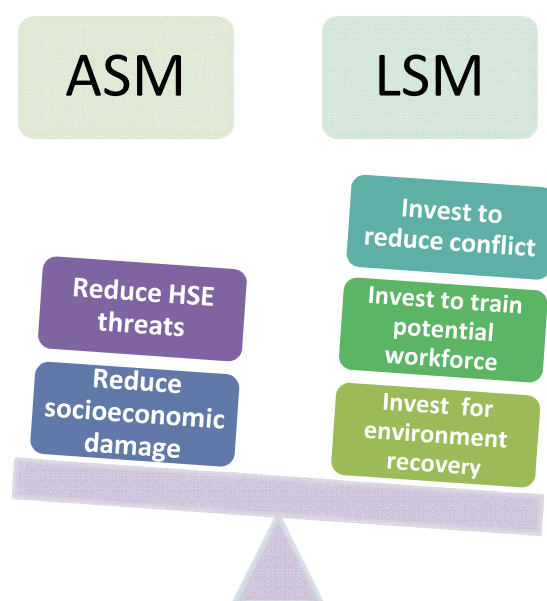 ASM
LSM
Invest to
reduce conflict
Reduce HSE
threats
Invest to train
potential
workforce
Reduce
socioeconomic
damage
Invest for
environment
recovery